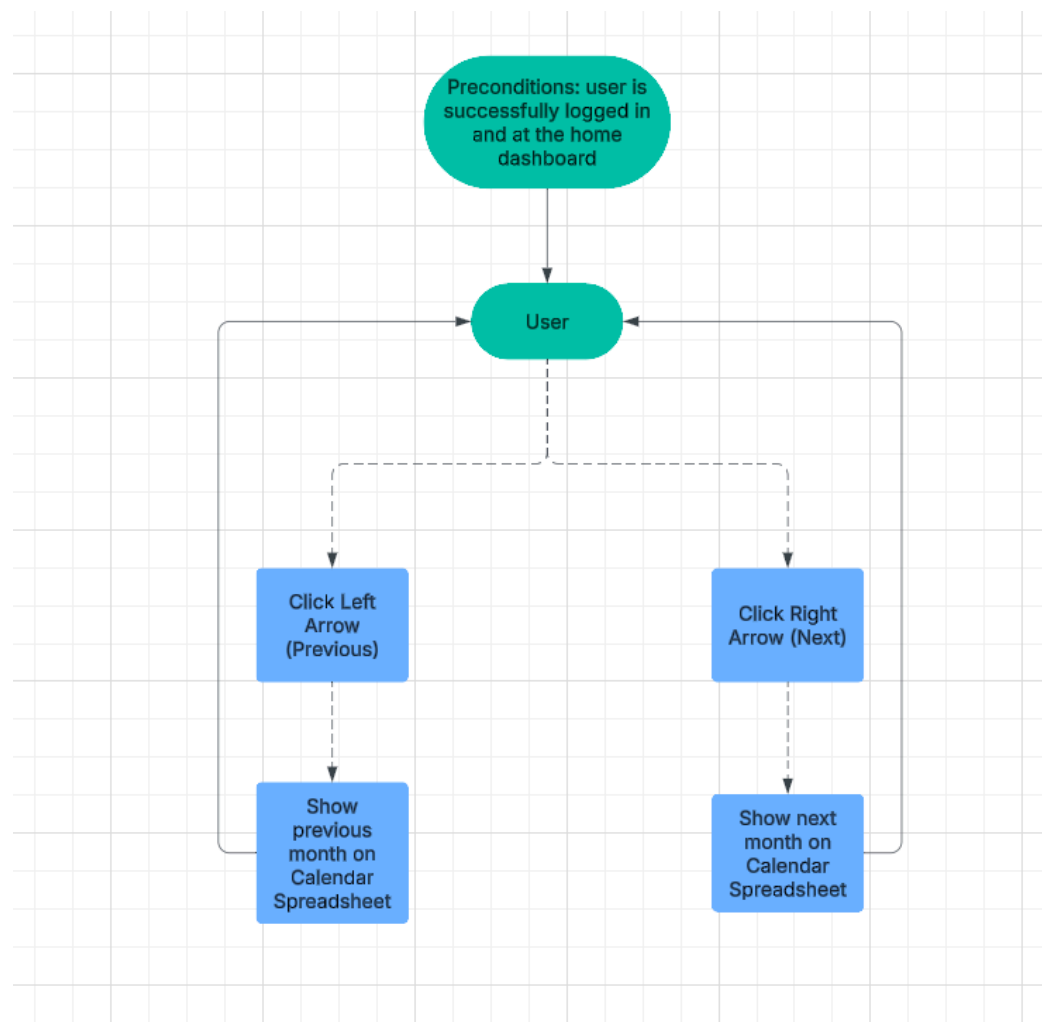 Preconditions: user is
successfully logged in
and at the home
dashboard
User
Click Left
Arrow
(Previous)
Click Right
Arrow (Next)
Show
previous
month on
Calendar
Spreadsheet
Show next
month on
Calendar
Spreadsheet